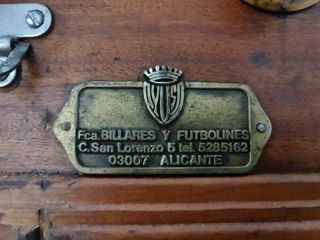 Fca. BILLARES Y FUTBOLINES
C. San Lorenzo 5 tel. 5285162
03007 ALICANTE